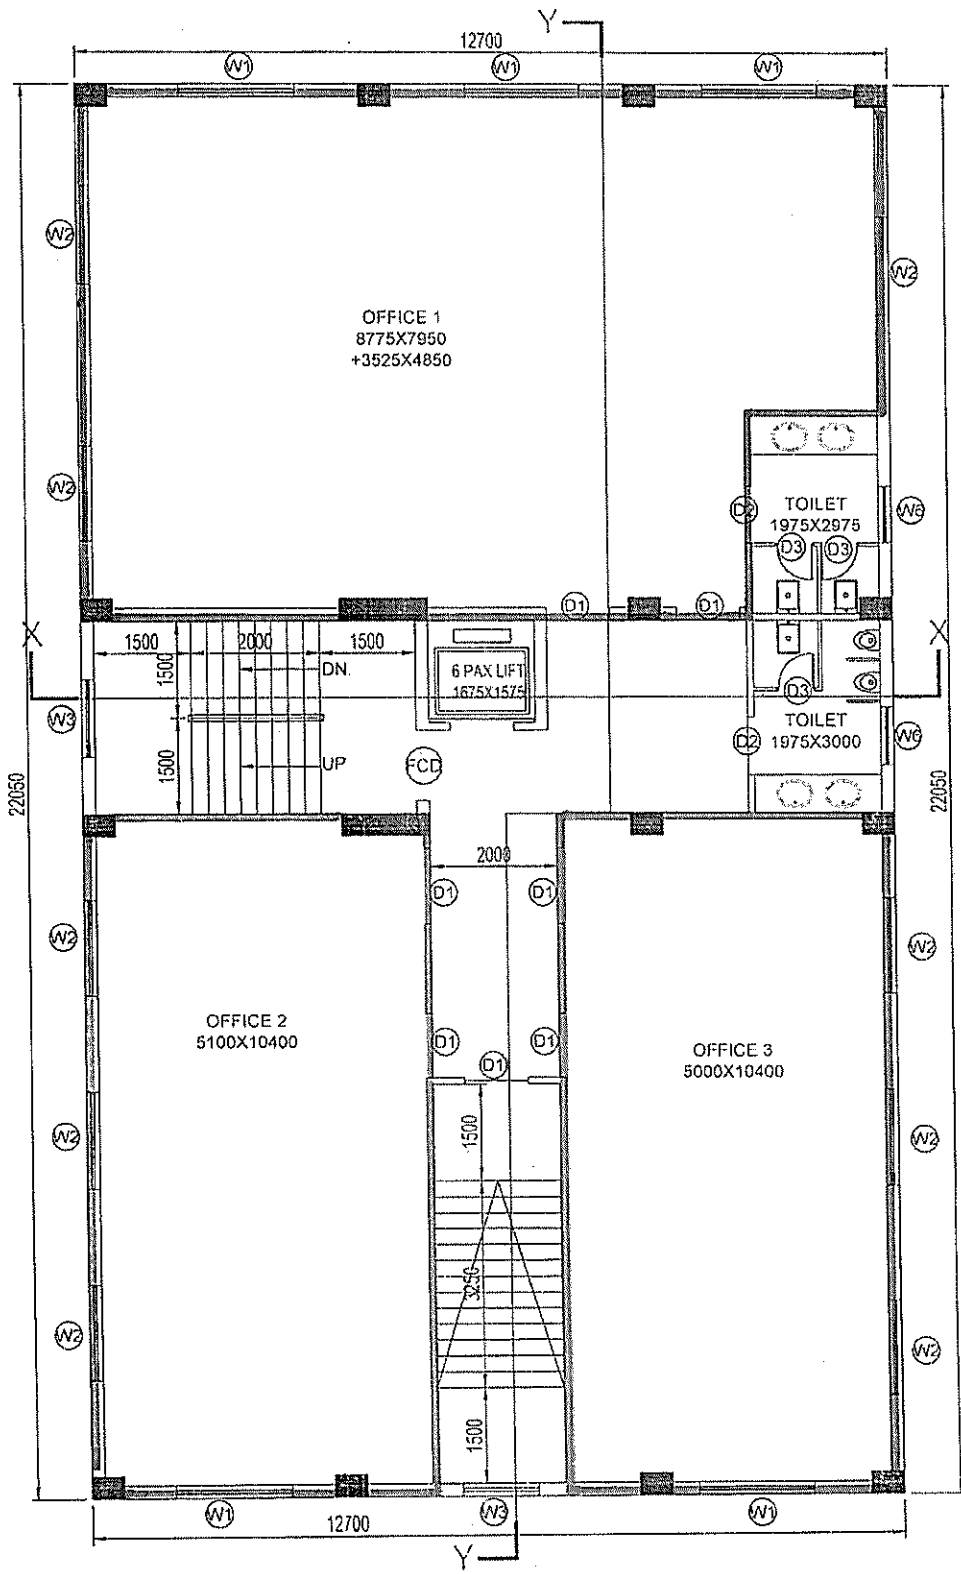 Y
12700
W1
W1
W1
W2
W2
OFFICE 1
8775X7950
+3525X4850
W2
TOILET
1975X2975
D2
W6
D3
D3
D1
D1
X
X
1500
2000
1500
1500
DN.
6 PAX LIFT
1675X1575
D3
W3
TOILET
1975X3000
D2
W6
1500
UP
FCD
22050
22050
2000
D1
D1
W2
W2
OFFICE 2
5100X10400
D1
D1
D1
OFFICE 3
5000X10400
1500
W2
W2
3250
W2
W2
1500
W1
W3
W1
12700
Y